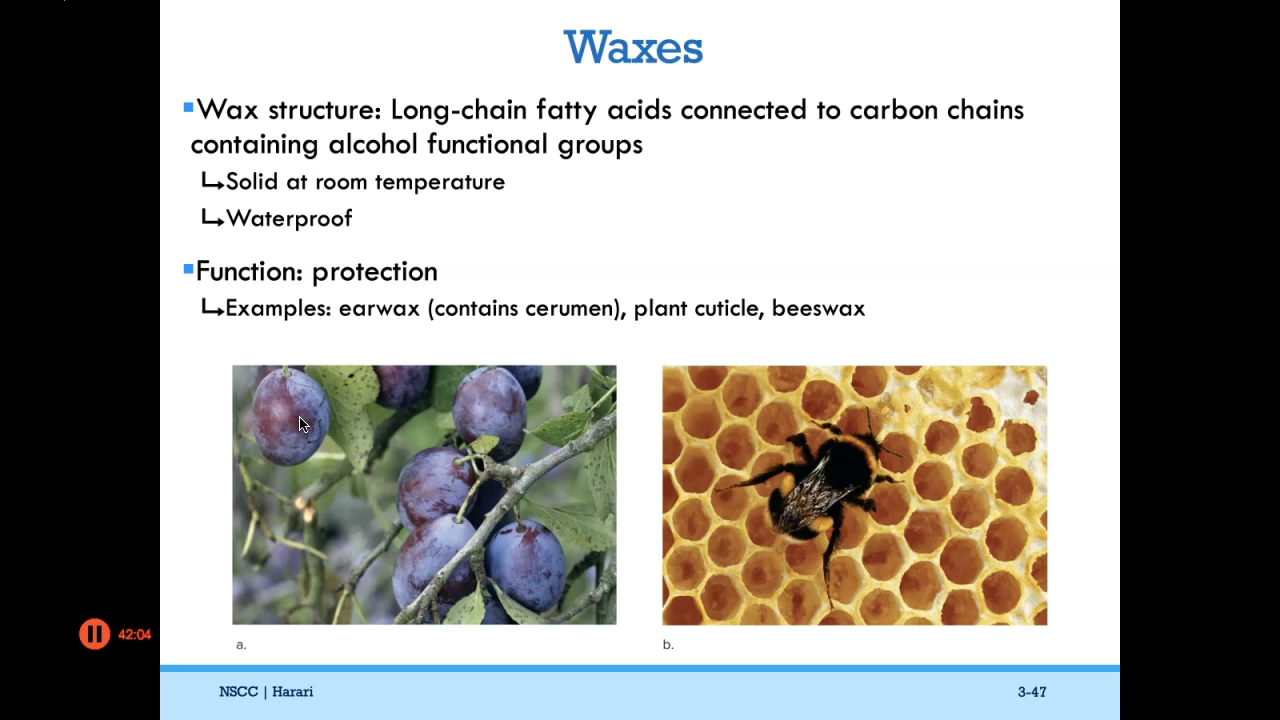 Waxes
Wax structure: Long-chain fatty acids connected to carbon chains
containing alcohol functional groups
Solid at room temperature
Waterproof
Function: protection
Examples: earwax (contains cerumen), plant cuticle, beeswax
a.
b.
42:04
NSCC | Harari
3-47